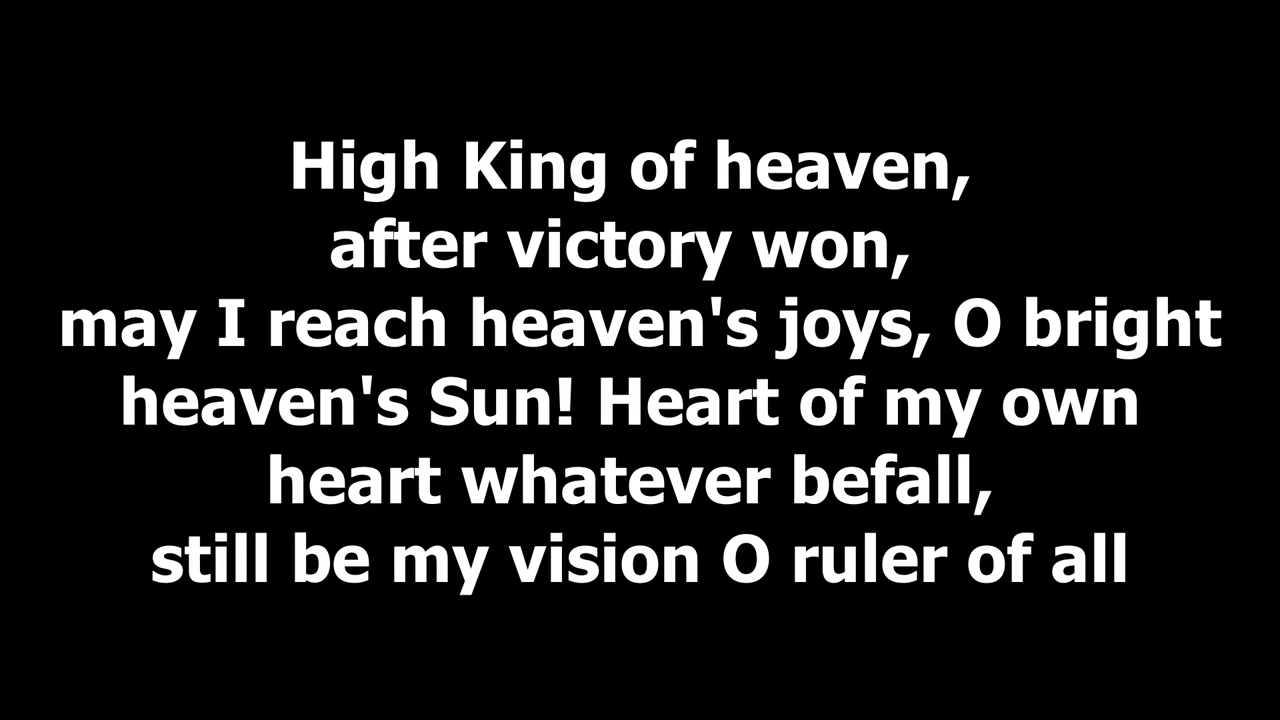 High King of heaven,
after victory won,
may I reach heaven's joys, O bright
heaven's Sun! Heart of my own
heart whatever befall,
still be my vision O ruler of all